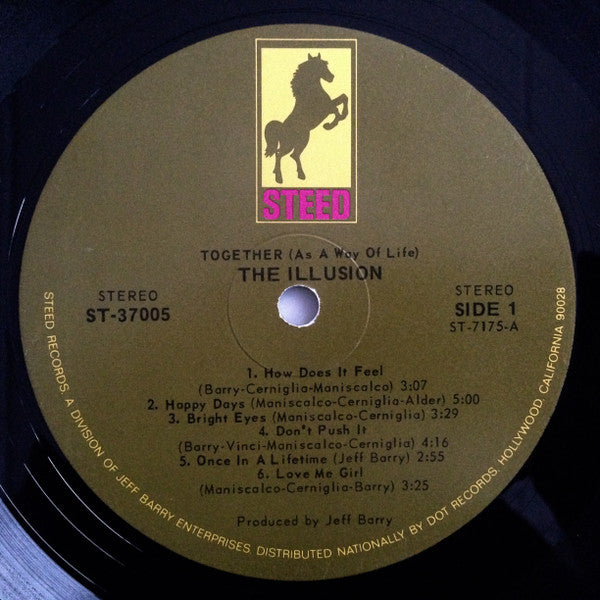 STEED
TOGETHER (As A Way Of Life)
THE ILLUSION
STEREO
ST-37005
STEREO
SIDE 1
ST-7175-A
1. How Does It Feel
(Barry-Cerniglia-Maniscalco) 3:07
2. Happy Days (Maniscalco-Cerniglia-Alder) 5:00
3. Bright Eyes (Maniscalco-Cerniglia) 3:29
4. Don't Push It
(Barry-Vinci-Maniscalco-Cerniglia) 4:16
5. Once In A Lifetime (Jeff Barry) 2:55
6. Love Me Girl
(Maniscalco-Cerniglia-Barry) 3:25
Produced by Jeff Barry
STEED RECORDS, A DIVISION OF JEFF BARRY ENTERPRISES. DISTRIBUTED NATIONALLY BY DOT RECORDS, HOLLYWOOD, CALIFORNIA 90028